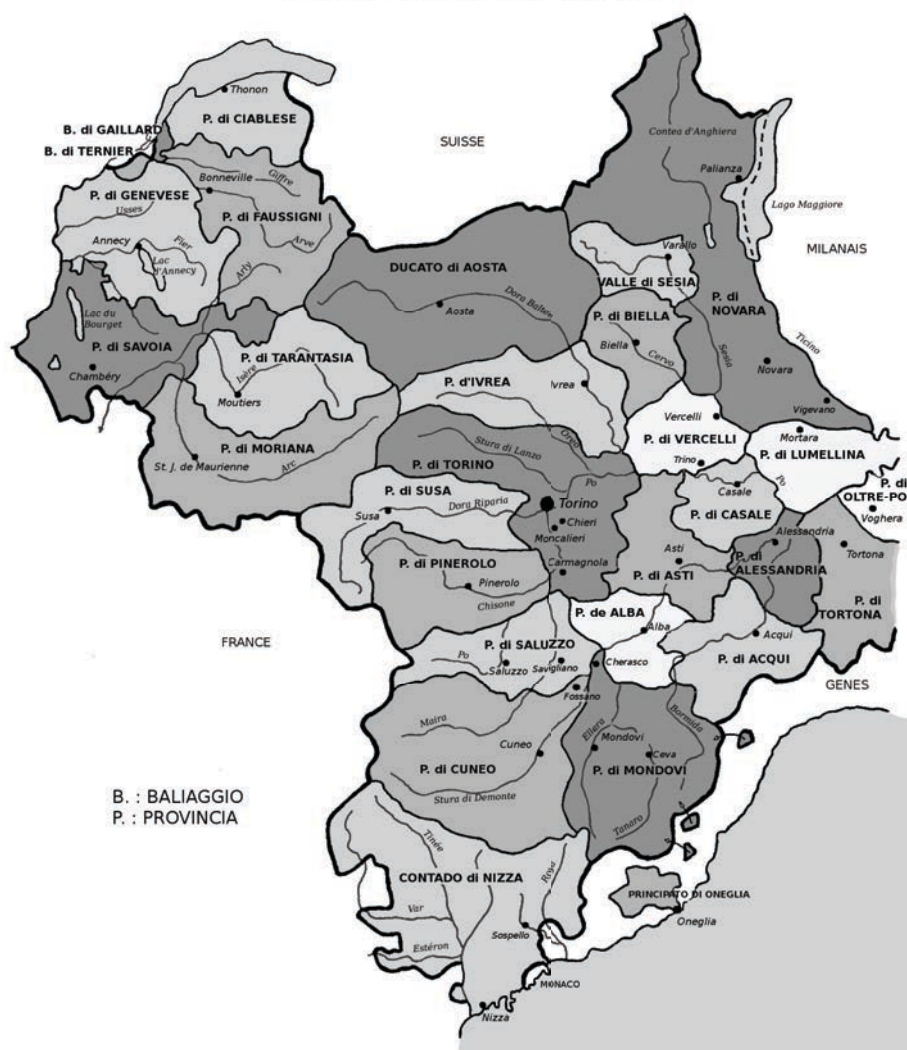 Thonon
P. di CIABLESE
B. di GAILLARD
B. di TERNIER
SUISSE
Contea d'Anghiera
Palianza
Lago Maggiore
MILANAIS
Bonneville
Giffre
P. di GENEVESE
Usses
P. di FAUSSIGNI
Arve
Annecy
Fier
Lac
d'Annecy
Arly
DUCATO di AOSTA
Aosta
Dora Baltea
Varallo
VALLE di SESIA
P. di
NOVARA
P. di BIELLA
Biella
Cervo
Sesia
Novara
Ticino
Vigevano
Lac du
Bourget
P. di SAVOIA
Chambéry
P. di TARANTASIA
Isère
Moutiers
P. d'IVREA
Ivrea
Orco
Vercelli
P. di VERCELLI
Trino
Mortara
P. di LUMELLINA
P. di MORIANA
St. J. de Maurienne
Arc
Stura di Lanzo
P. di TORINO
Po
Torino
Chieri
Moncalieri
Carmagnola
P. di SUSA
Susa
Dora Riparia
Casale
P. di CASALE
Po
P. di
OLTRE-PO
Voghera
Alessandria
P. di
ALESSANDRIA
Tortona
P. di
TORTONA
Asti
P. di ASTI
P. di PINEROLO
Pinerolo
Chisone
P. de ALBA
Alba
Acqui
P. di ACQUI
FRANCE
P. di SALUZZO
Po
Saluzzo
Savigliano
Cherasco
Fossano
GENES
Maira
Cuneo
P. di CUNEO
Stura di Demonte
Ellera
Mondovi
Ceva
Bormida
P. di MONDOVI
Tanaro
B. : BALIAGGIO
P. : PROVINCIA
Tinée
CONTADO di NIZZA
Roya
Var
Estéron
Sospello
PRINCIPATO DI ONEGLIA
Oneglia
MONACO
Nizza